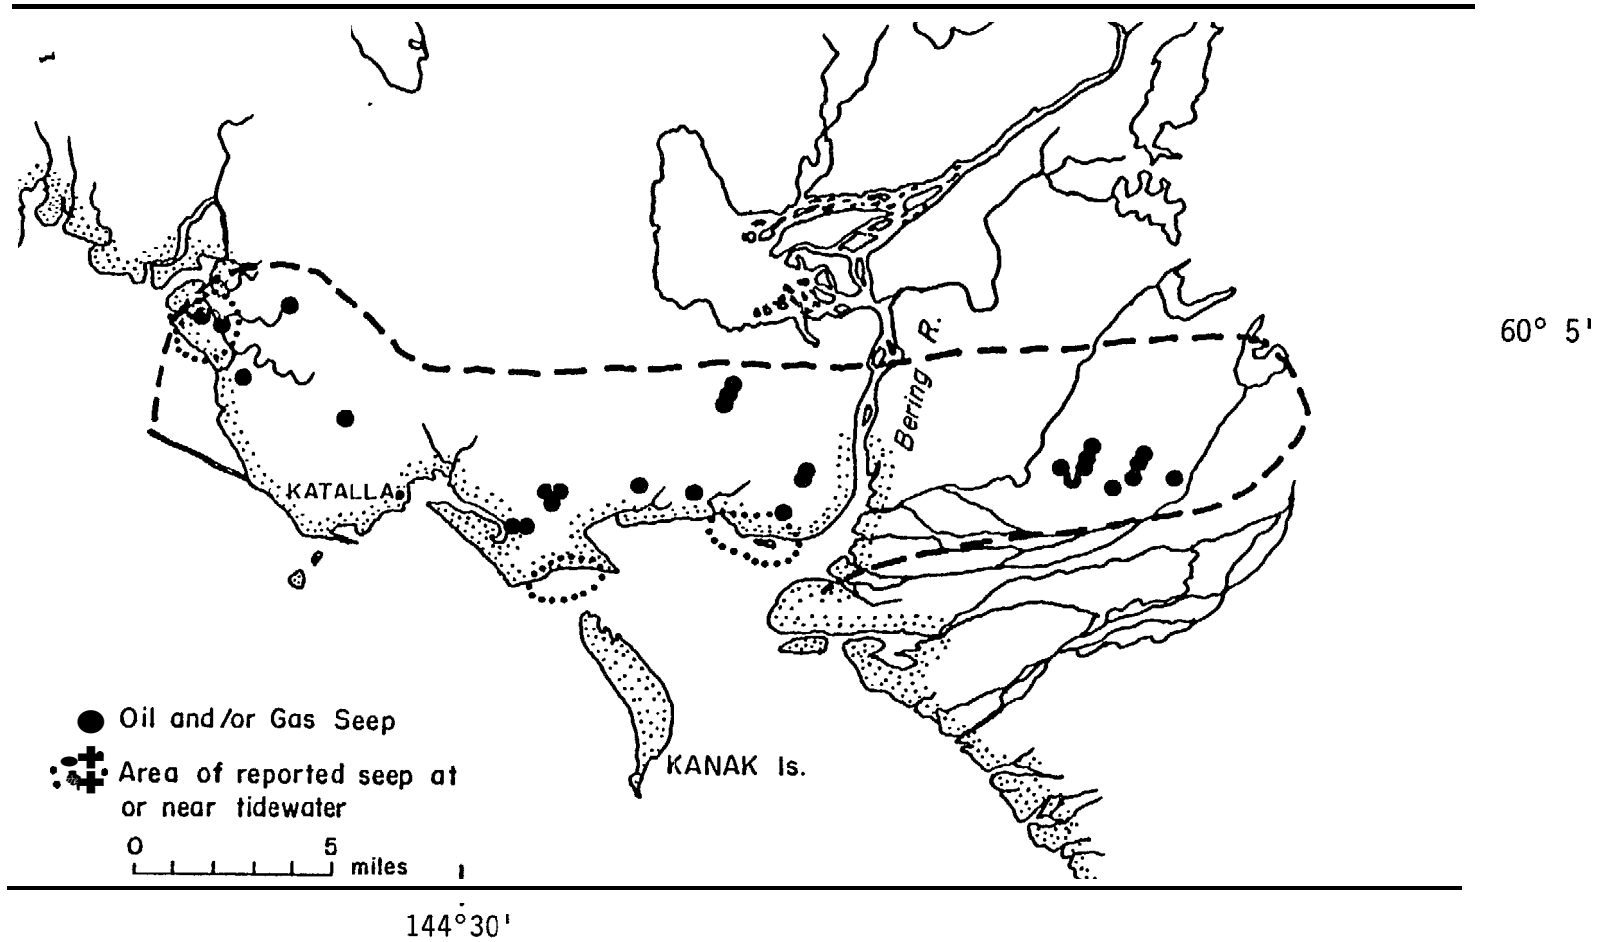 60° 5'
Bering R.
KATALLA
Oil and/or Gas Seep
KANAK Is.
Area of reported seep at
or near tidewater
0 5
miles
144°30'